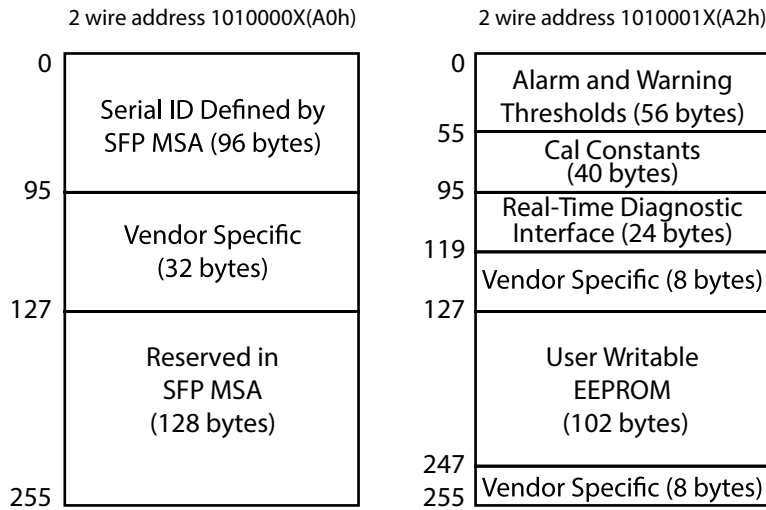 2 wire address 1010000X(A0h)
0
Serial ID Defined by
SFP MSA (96 bytes)
95
Vendor Specific
(32 bytes)
127
Reserved in
SFP MSA
(128 bytes)
255
2 wire address 1010001X(A2h)
0
Alarm and Warning
Thresholds (56 bytes)
55
Cal Constants
(40 bytes)
95
Real-Time Diagnostic
Interface (24 bytes)
119
Vendor Specific (8 bytes)
127
User Writable
EEPROM
(102 bytes)
247
Vendor Specific (8 bytes)
255